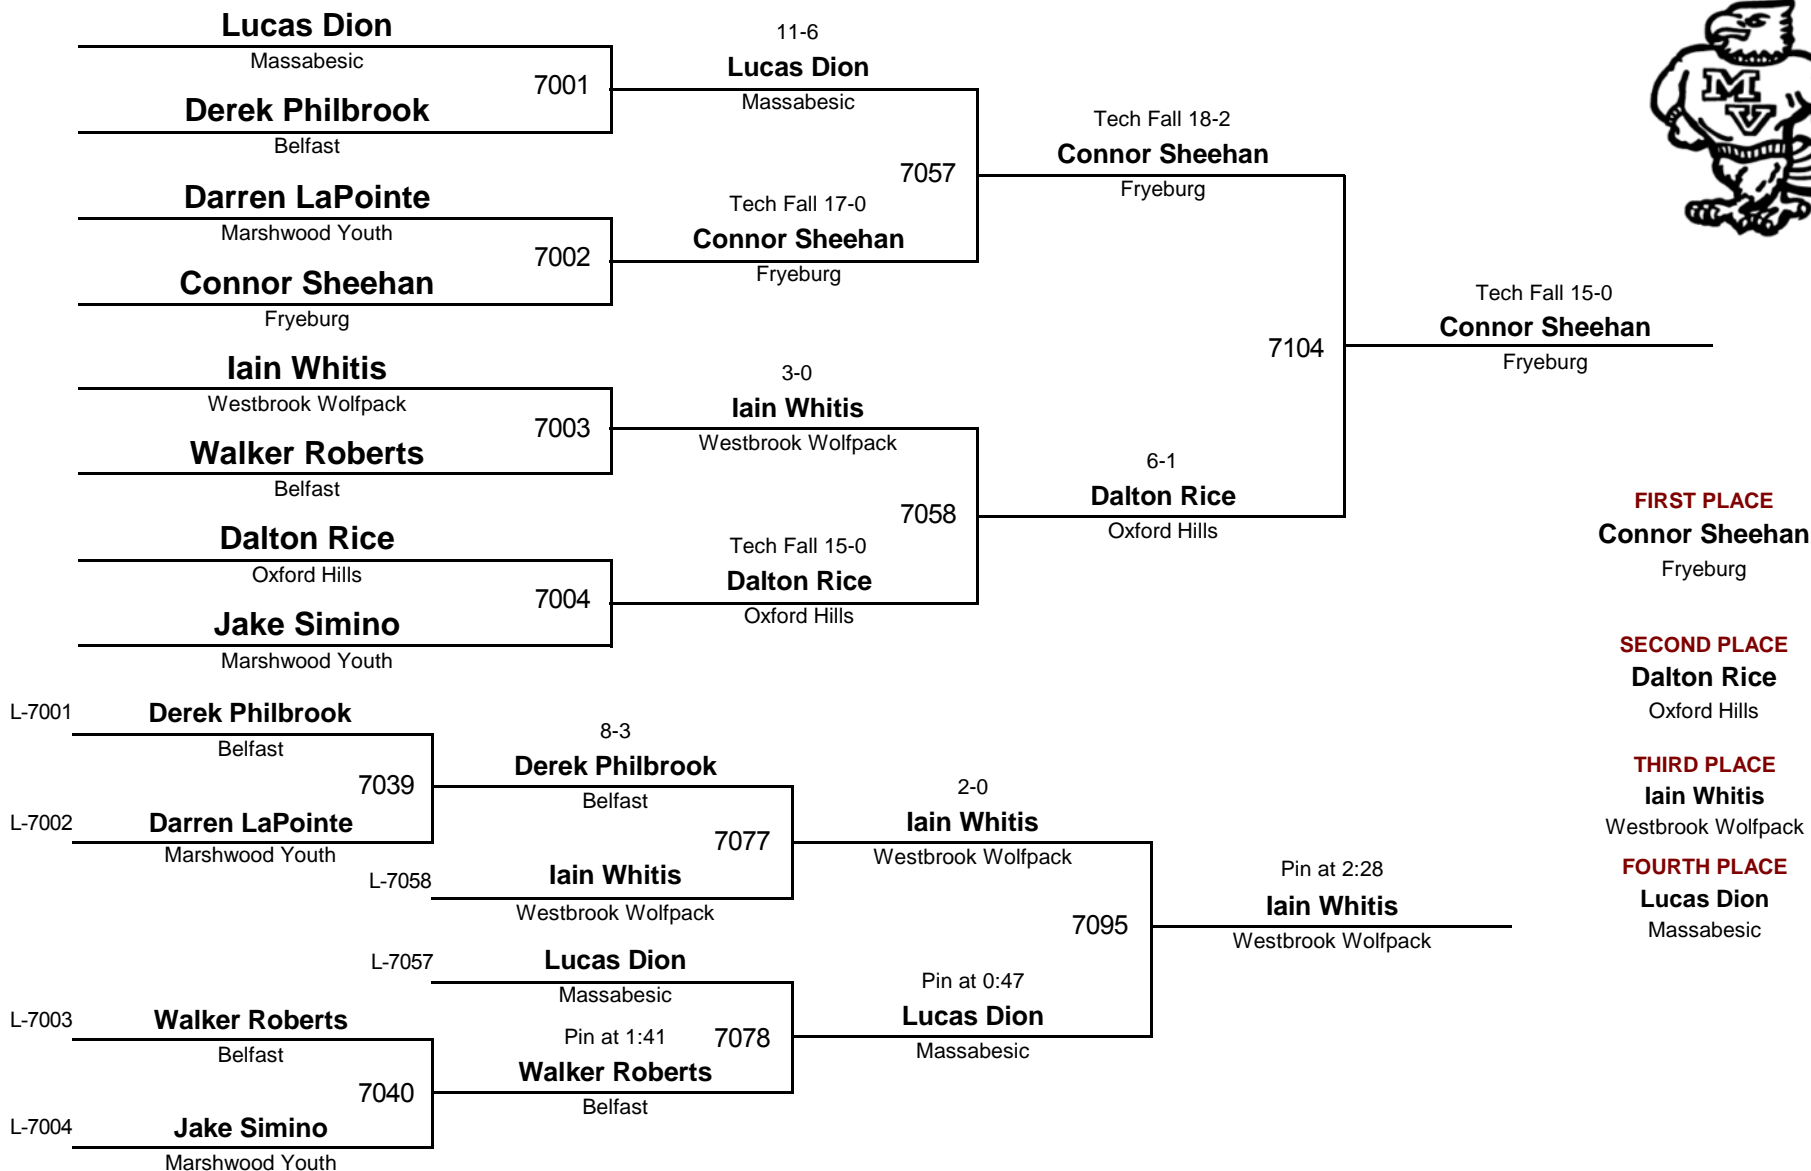 Lucas Dion
Massabesic
7001
Derek Philbrook
Belfast
Darren LaPointe
Marshwood Youth
7002
Connor Sheehan
Fryeburg
Iain Whitis
Westbrook Wolfpack
7003
Walker Roberts
Belfast
Dalton Rice
Oxford Hills
7004
Jake Simino
Marshwood Youth
11-6
Lucas Dion
Massabesic
7057
Tech Fall 17-0
Connor Sheehan
Fryeburg
3-0
Iain Whitis
Westbrook Wolfpack
7058
Tech Fall 15-0
Dalton Rice
Oxford Hills
Tech Fall 18-2
Connor Sheehan
Fryeburg
7104
6-1
Dalton Rice
Oxford Hills
Tech Fall 15-0
Connor Sheehan
Fryeburg
MV
FIRST PLACE
Connor Sheehan
Fryeburg
SECOND PLACE
Dalton Rice
Oxford Hills
THIRD PLACE
Iain Whitis
Westbrook Wolfpack
FOURTH PLACE
Lucas Dion
Massabesic
L-7001
Derek Philbrook
Belfast
7039
L-7002
Darren LaPointe
Marshwood Youth
8-3
Derek Philbrook
Belfast
7077
L-7058
Iain Whitis
Westbrook Wolfpack
L-7057
Lucas Dion
Massabesic
7078
L-7003
Walker Roberts
Belfast
7040
L-7004
Jake Simino
Marshwood Youth
Pin at 1:41
Walker Roberts
Belfast
2-0
Iain Whitis
Westbrook Wolfpack
7095
Pin at 0:47
Lucas Dion
Massabesic
Pin at 2:28
Iain Whitis
Westbrook Wolfpack